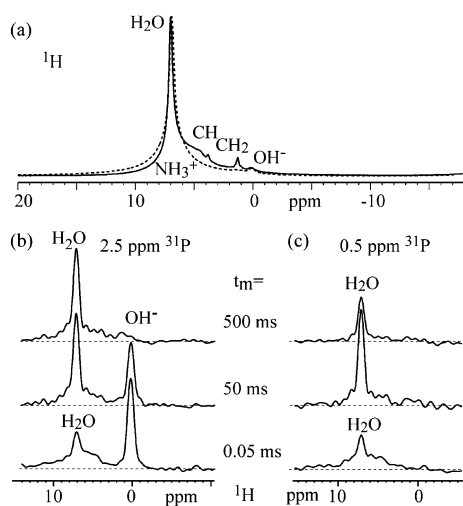 (a)
H₂O
¹H
CH
CH₂
OH⁻
NH₃⁺
20 10 0 ppm -10
(b) 2.5 ppm ³¹P
(c) 0.5 ppm ³¹P
H₂O
tm=
OH⁻
H₂O
500 ms
50 ms
H₂O
H₂O
0.05 ms
10 0 ppm
¹H
ppm 10 0